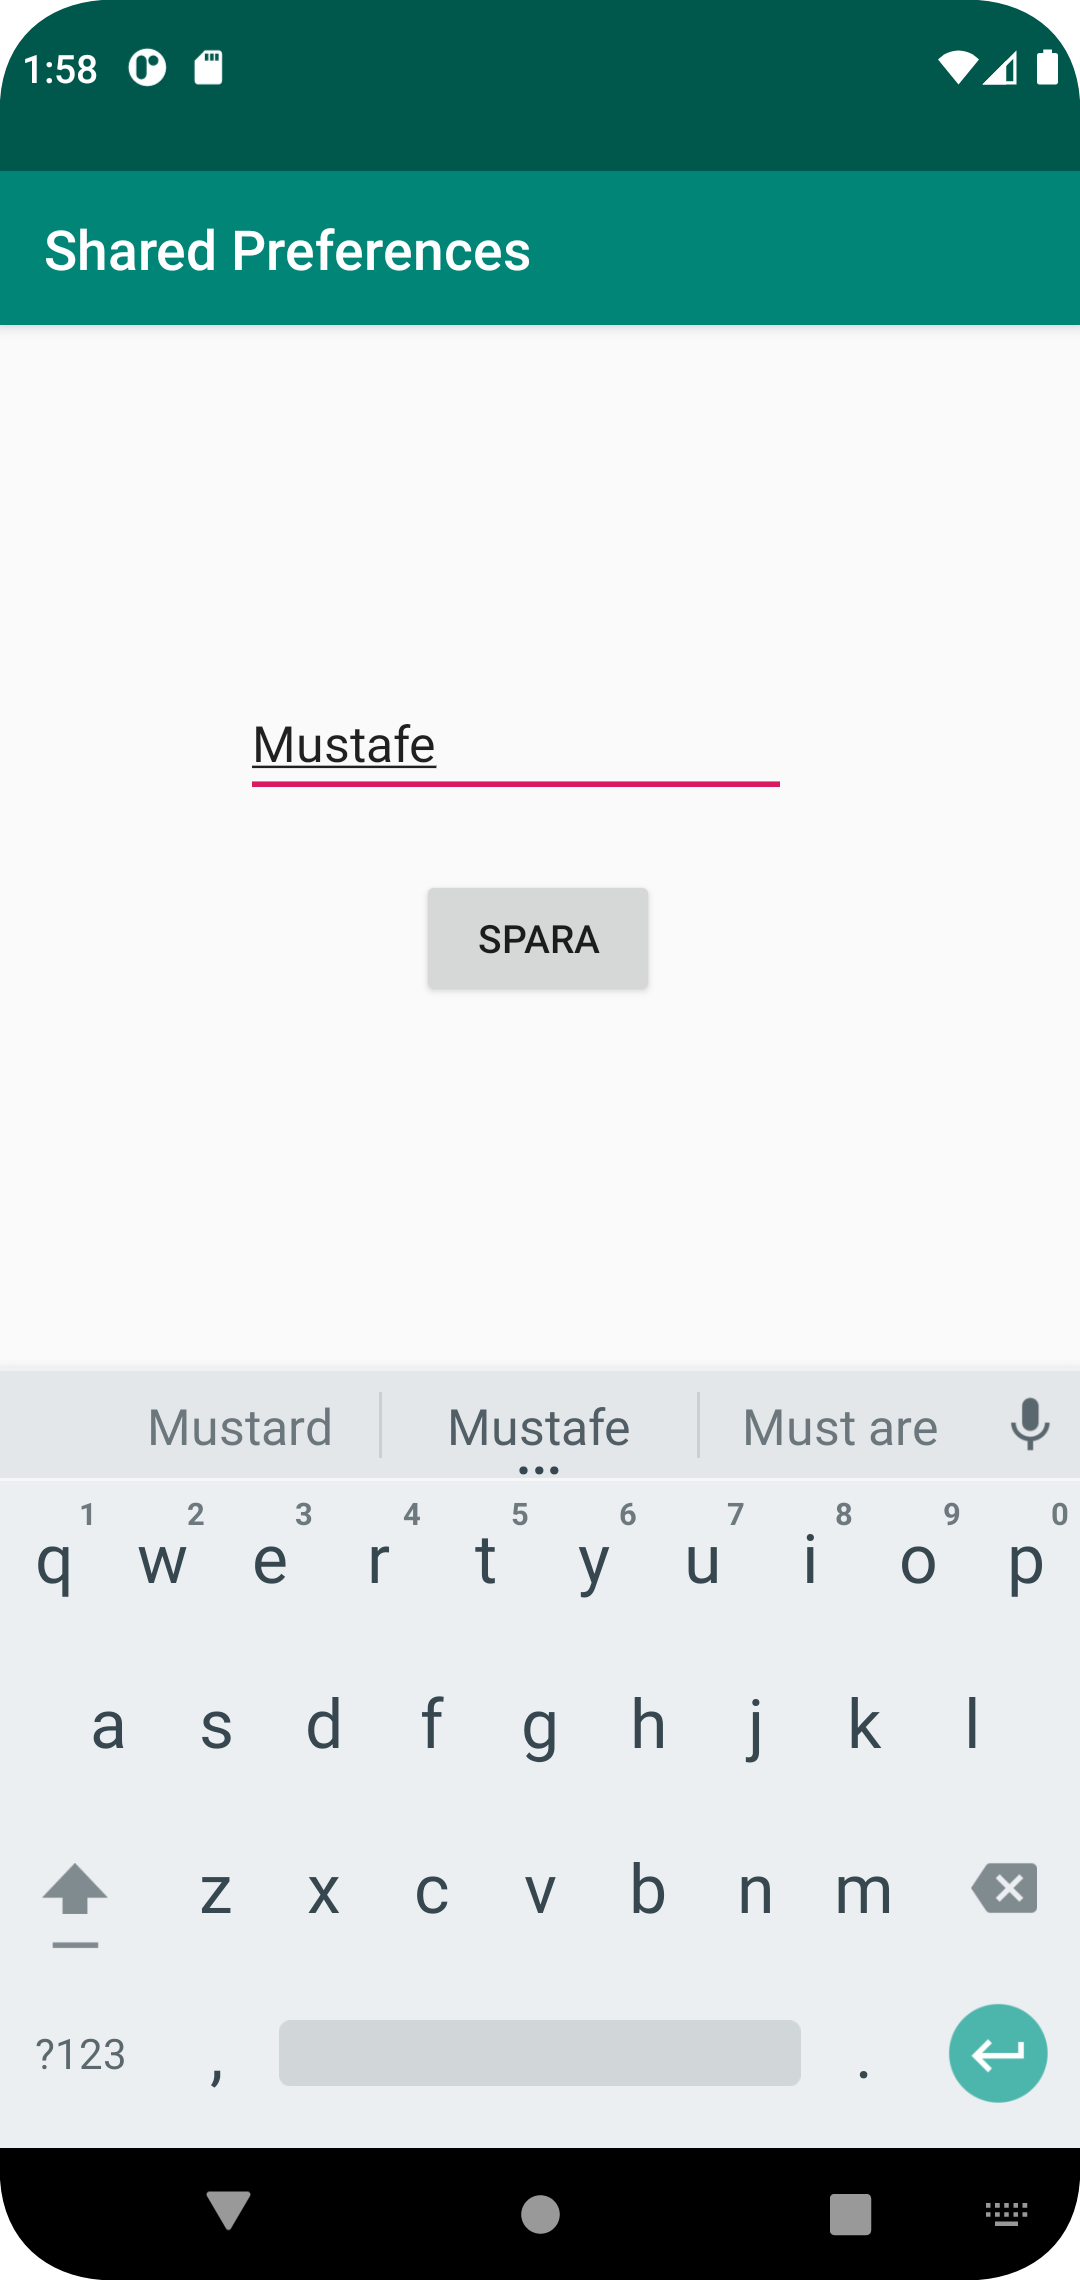 1:58
Shared Preferences
Mustafe
SPARA
Mustard Mustafe Must are
1 2 3 4 5 6 7 8 9 0
q w e r t y u i o p
a s d f g h j k l
z x c v b n m
?123 , .